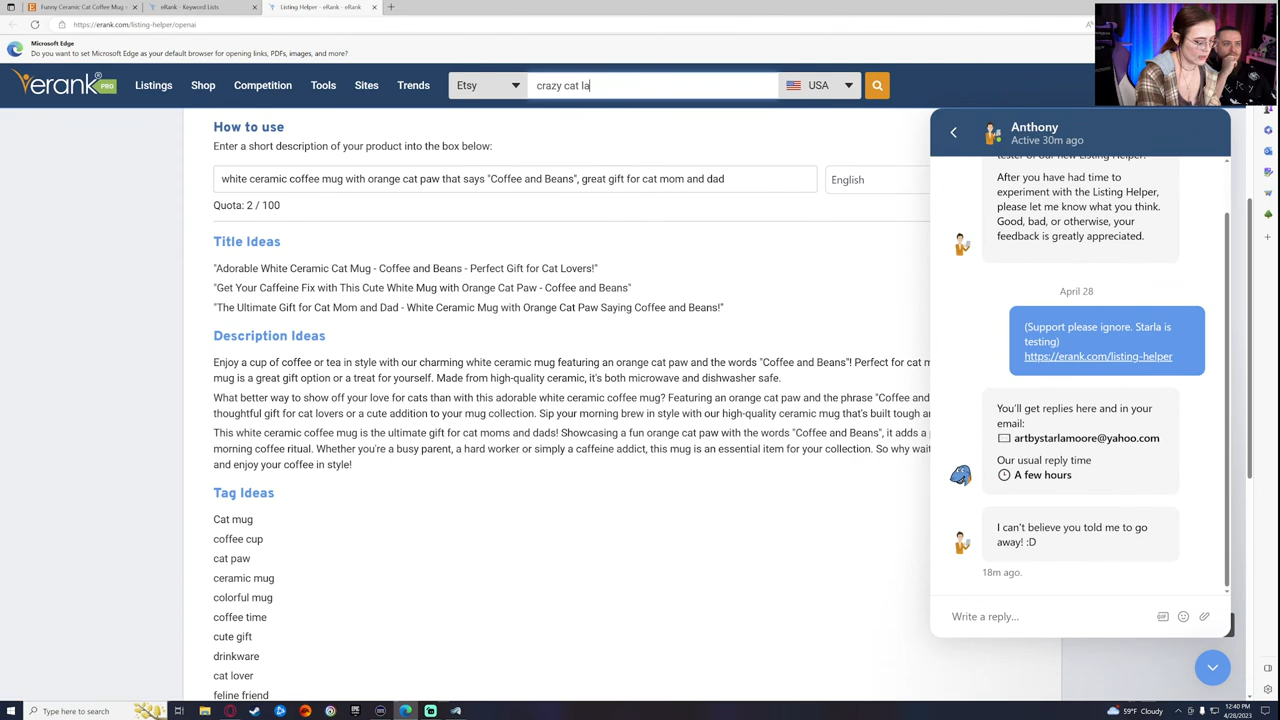 Funny Ceramic Cat Coffee Mug
eRank - Keyword Lists
Listing Helper - eRank - eRank
https://erank.com/listing-helper/openai
Microsoft Edge
Do you want to set Microsoft Edge as your default browser for opening links, PDFs, images, and more?
erank PRO
Listings
Shop
Competition
Tools
Sites
Trends
Etsy
crazy cat la
USA
How to use
Enter a short description of your product into the box below:
white ceramic coffee mug with orange cat paw that says "Coffee and Beans", great gift for cat mom and dad
English
Quota: 2 / 100
Title Ideas
"Adorable White Ceramic Cat Mug - Coffee and Beans - Perfect Gift for Cat Lovers!"
"Get Your Caffeine Fix with This Cute White Mug with Orange Cat Paw - Coffee and Beans"
"The Ultimate Gift for Cat Mom and Dad - White Ceramic Mug with Orange Cat Paw Saying Coffee and Beans!"
Description Ideas
Enjoy a cup of coffee or tea in style with our charming white ceramic mug featuring an orange cat paw and the words "Coffee and Beans"! Perfect for cat m
mug is a great gift option or a treat for yourself. Made from high-quality ceramic, it's both microwave and dishwasher safe.
What better way to show off your love for cats than with this adorable white ceramic coffee mug? Featuring an orange cat paw and the phrase "Coffee and
thoughtful gift for cat lovers or a cute addition to your mug collection. Sip your morning brew in style with our high-quality ceramic mug that's built tough a
This white ceramic coffee mug is the ultimate gift for cat moms and dads! Showcasing a fun orange cat paw with the words "Coffee and Beans", it adds a p
morning coffee ritual. Whether you're a busy parent, a hard worker or simply a caffeine addict, this mug is an essential item for your collection. So why wait
and enjoy your coffee in style!
Tag Ideas
Cat mug
coffee cup
cat paw
ceramic mug
colorful mug
coffee time
cute gift
drinkware
cat lover
feline friend
Anthony
Active 30m ago
tester of our new Listing Helper.
After you have had time to
experiment with the Listing Helper,
please let me know what you think.
Good, bad, or otherwise, your
feedback is greatly appreciated.
April 28
(Support please ignore. Starla is
testing)
https://erank.com/listing-helper
You'll get replies here and in your
email:
artbystarlamoore@yahoo.com
Our usual reply time
A few hours
I can't believe you told me to go
away! :D
18m ago.
Write a reply...
GIF
Type here to search
59°F Cloudy
12:40 PM
4/28/2023